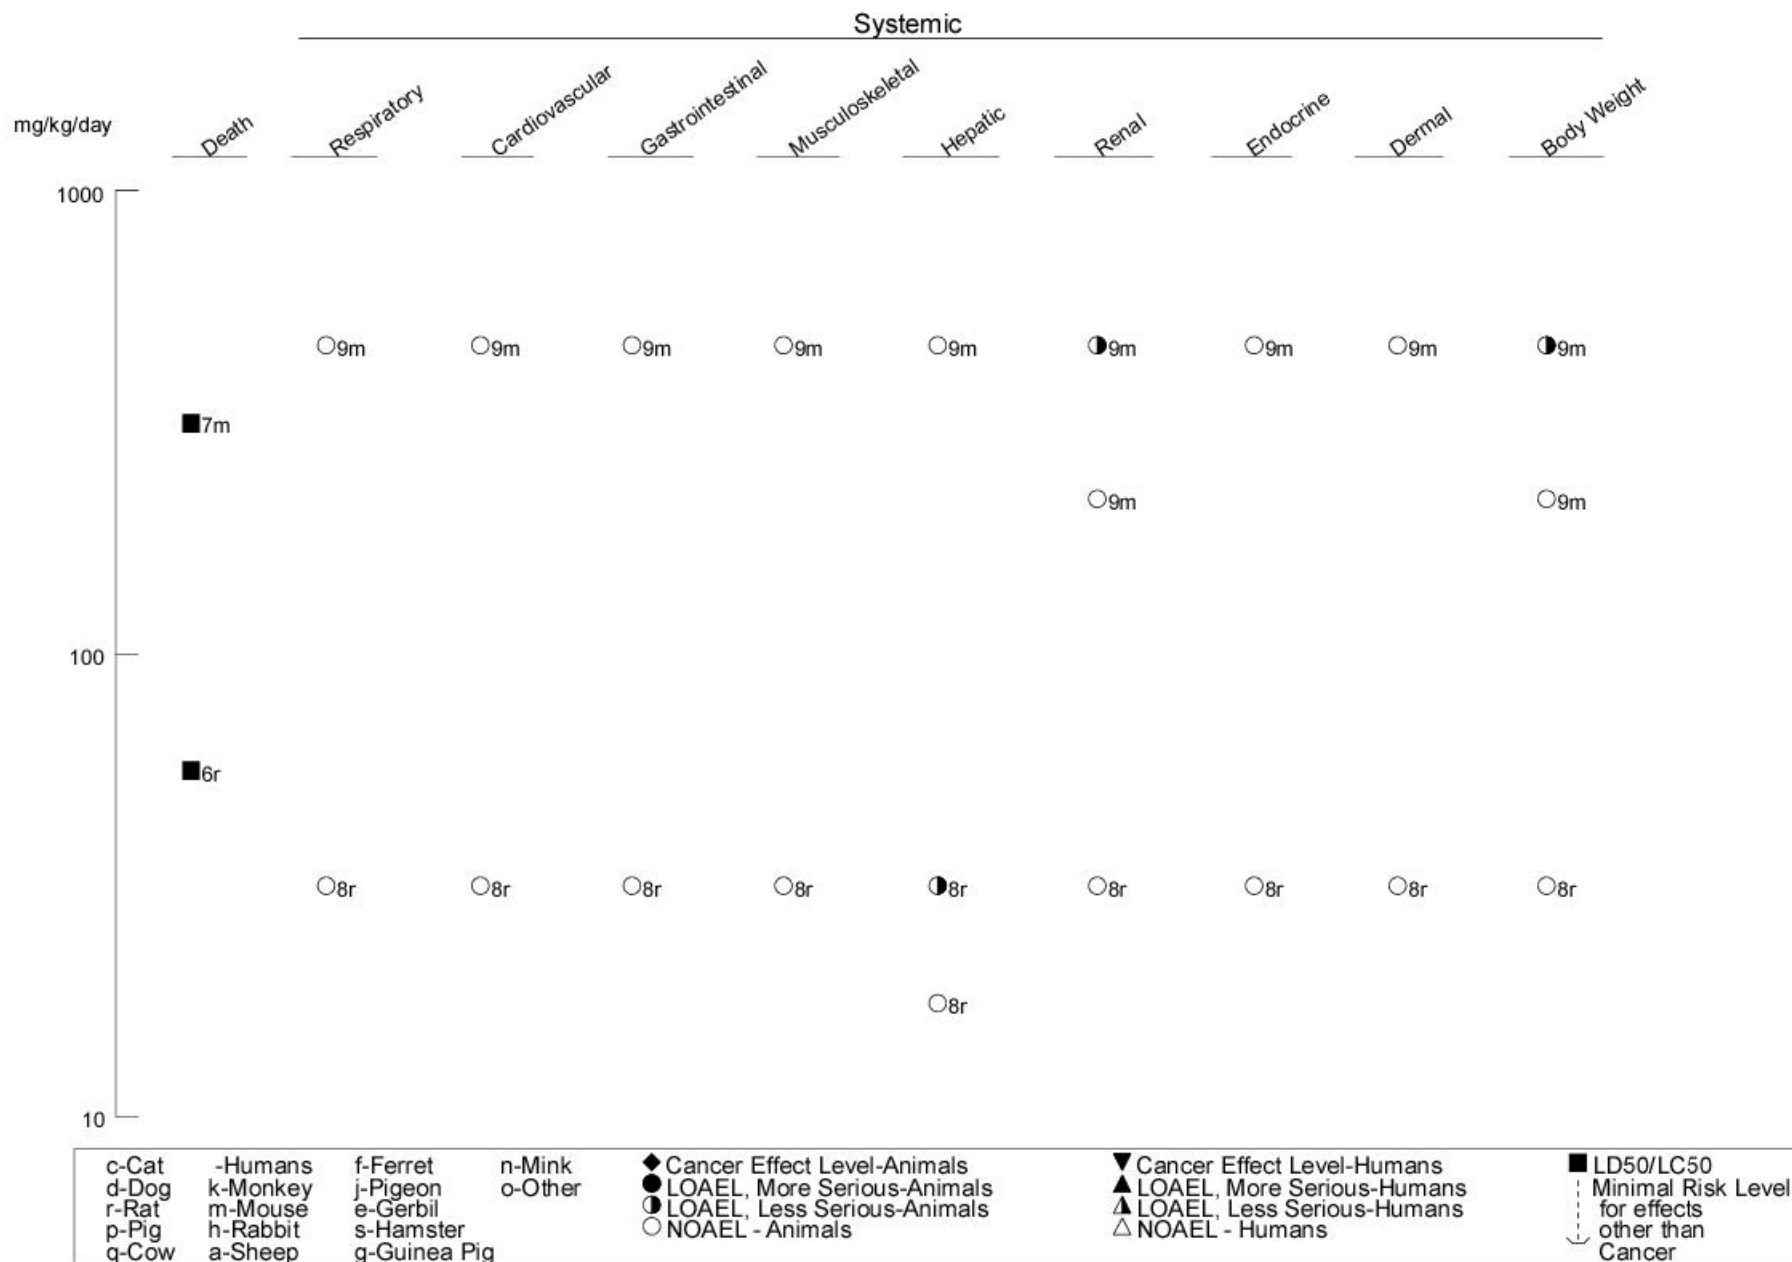 Systemic
mg/kg/day
Death Respiratory Cardiovascular Gastrointestinal Musculoskeletal Hepatic Renal Endocrine Dermal Body Weight
1000
9m 9m 9m 9m 9m 9m 9m 9m 9m
7m
9m 9m
100
6r
8r 8r 8r 8r 8r 8r 8r 8r 8r
8r
10
c-Cat -Humans f-Ferret n-Mink Cancer Effect Level-Animals Cancer Effect Level-Humans LD50/LC50
d-Dog k-Monkey j-Pigeon o-Other LOAEL, More Serious-Animals LOAEL, More Serious-Humans Minimal Risk Level
r-Rat m-Mouse e-Gerbil LOAEL, Less Serious-Animals LOAEL, Less Serious-Humans for effects
p-Pig h-Rabbit s-Hamster NOAEL - Animals NOAEL - Humans other than
q-Cow a-Sheep g-Guinea Pig Cancer